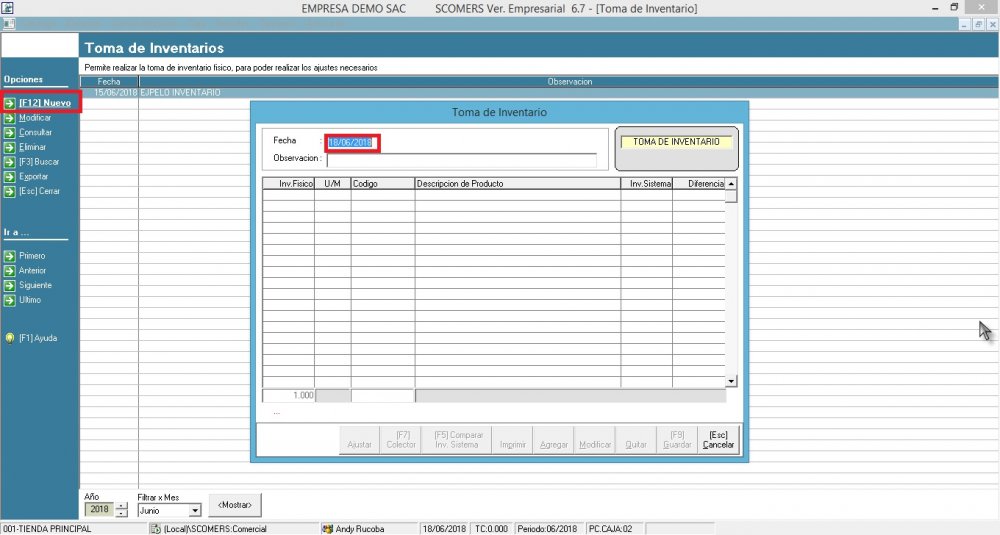 EMPRESA DEMO SAC SCOMERS Ver. Empresarial 6.7 - [Toma de Inventario]
Toma de Inventarios
Permite realizar la toma de inventario fisico, para poder realizar los ajustes necesarios
Opciones
[F12] Nuevo
Modificar
Consultar
Eliminar
[F3] Buscar
Exportar
[Esc] Cerrar
Ir a ...
Primero
Anterior
Siguiente
Ultimo
[F1] Ayuda
Fecha Observacion
15/06/2018 EJPELO INVENTARIO
Toma de Inventario
Fecha : 18/06/2018
Observacion :
TOMA DE INVENTARIO
Inv.Fisico U/M Codigo Descripcion de Producto Inv.Sistema Diferencia
1.000
...
Ajustar
[F7] Colector
[F5] Comparar Inv. Sistema
Imprimir
Agregar
Modificar
Quitar
[F9] Guardar
[Esc] Cancelar
Año
2018
Filtrar x Mes
Junio
<Mostrar>
001-TIENDA PRINCIPAL (Local)\SCOMERS:Comercial Andy Rucoba 18/06/2018 TC:0.000 Periodo:06/2018 PC.CAJA:02